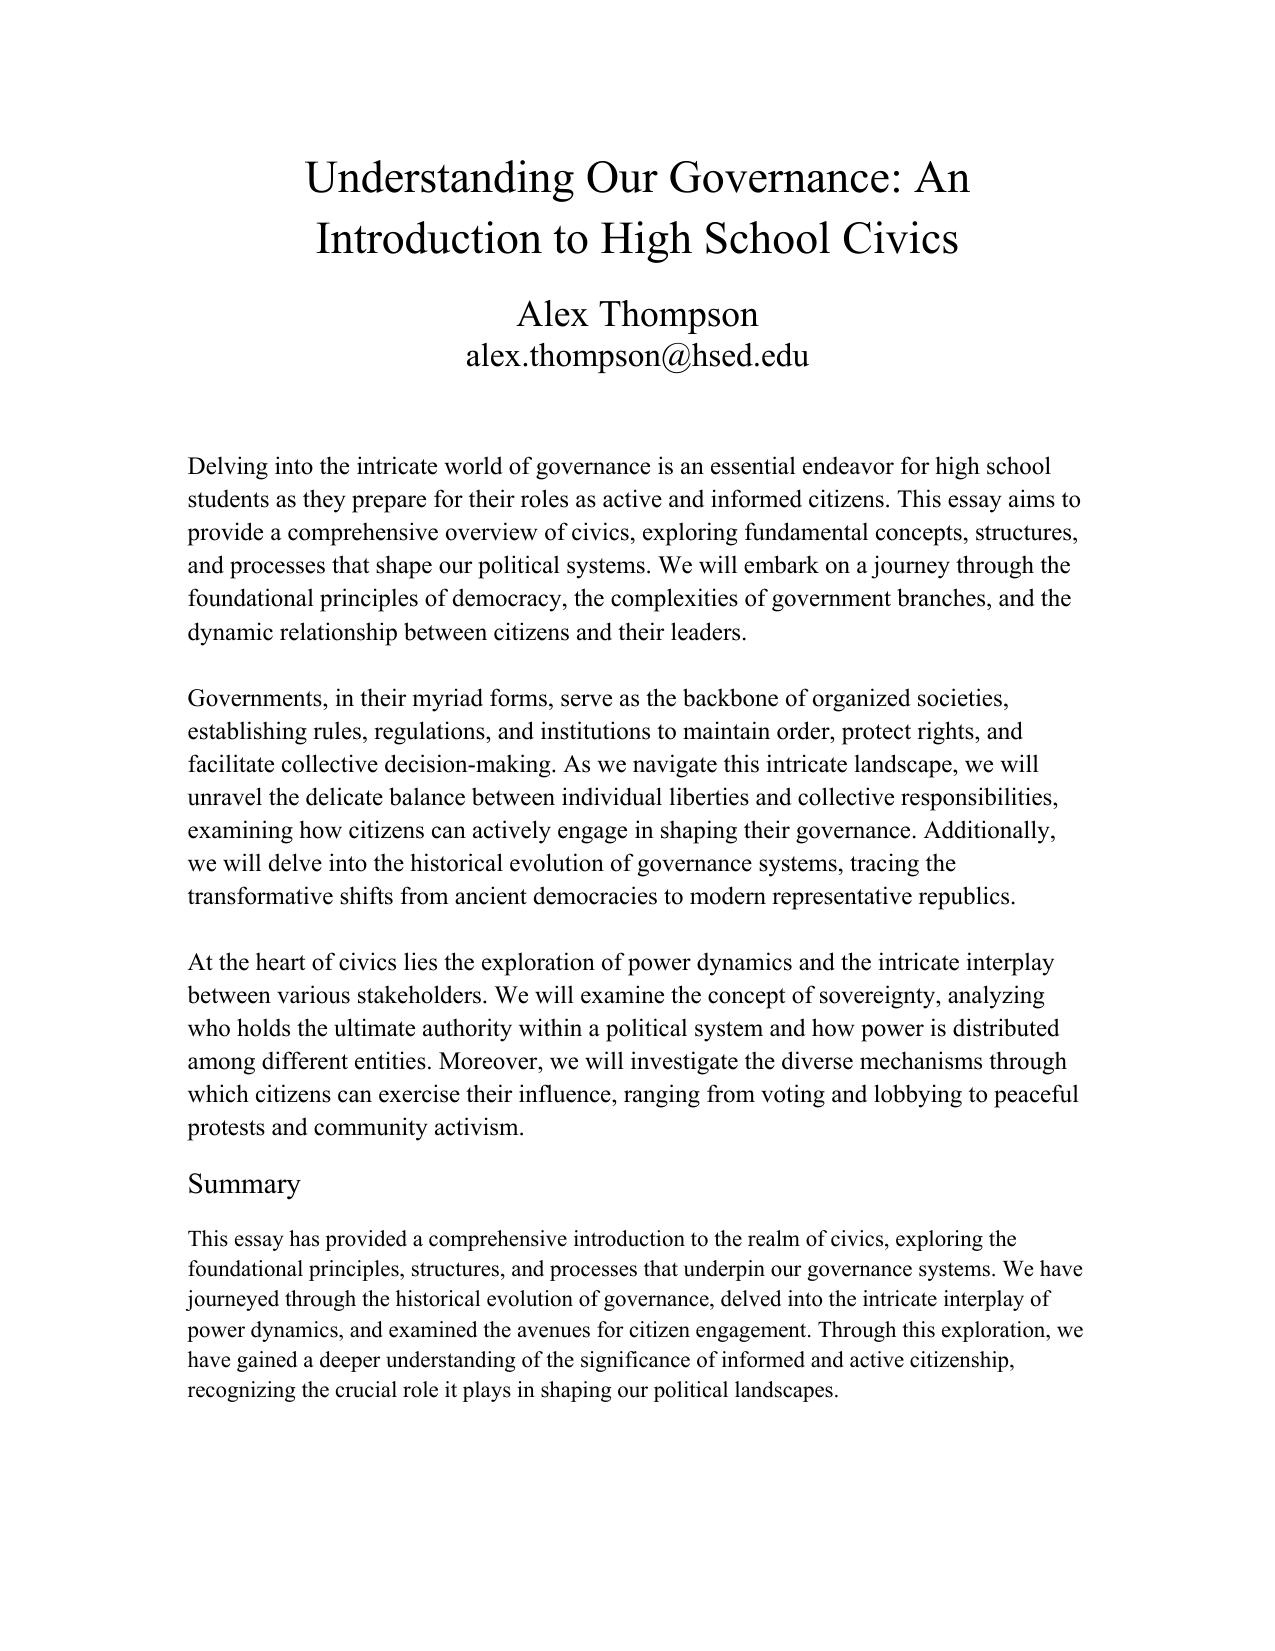 Understanding Our Governance: An
Introduction to High School Civics
Alex Thompson
alex.thompson@hsed.edu
Delving into the intricate world of governance is an essential endeavor for high school
students as they prepare for their roles as active and informed citizens. This essay aims to
provide a comprehensive overview of civics, exploring fundamental concepts, structures,
and processes that shape our political systems. We will embark on a journey through the
foundational principles of democracy, the complexities of government branches, and the
dynamic relationship between citizens and their leaders.
Governments, in their myriad forms, serve as the backbone of organized societies,
establishing rules, regulations, and institutions to maintain order, protect rights, and
facilitate collective decision-making. As we navigate this intricate landscape, we will
unravel the delicate balance between individual liberties and collective responsibilities,
examining how citizens can actively engage in shaping their governance. Additionally,
we will delve into the historical evolution of governance systems, tracing the
transformative shifts from ancient democracies to modern representative republics.
At the heart of civics lies the exploration of power dynamics and the intricate interplay
between various stakeholders. We will examine the concept of sovereignty, analyzing
who holds the ultimate authority within a political system and how power is distributed
among different entities. Moreover, we will investigate the diverse mechanisms through
which citizens can exercise their influence, ranging from voting and lobbying to peaceful
protests and community activism.
Summary
This essay has provided a comprehensive introduction to the realm of civics, exploring the
foundational principles, structures, and processes that underpin our governance systems. We have
journeyed through the historical evolution of governance, delved into the intricate interplay of
power dynamics, and examined the avenues for citizen engagement. Through this exploration, we
have gained a deeper understanding of the significance of informed and active citizenship,
recognizing the crucial role it plays in shaping our political landscapes.